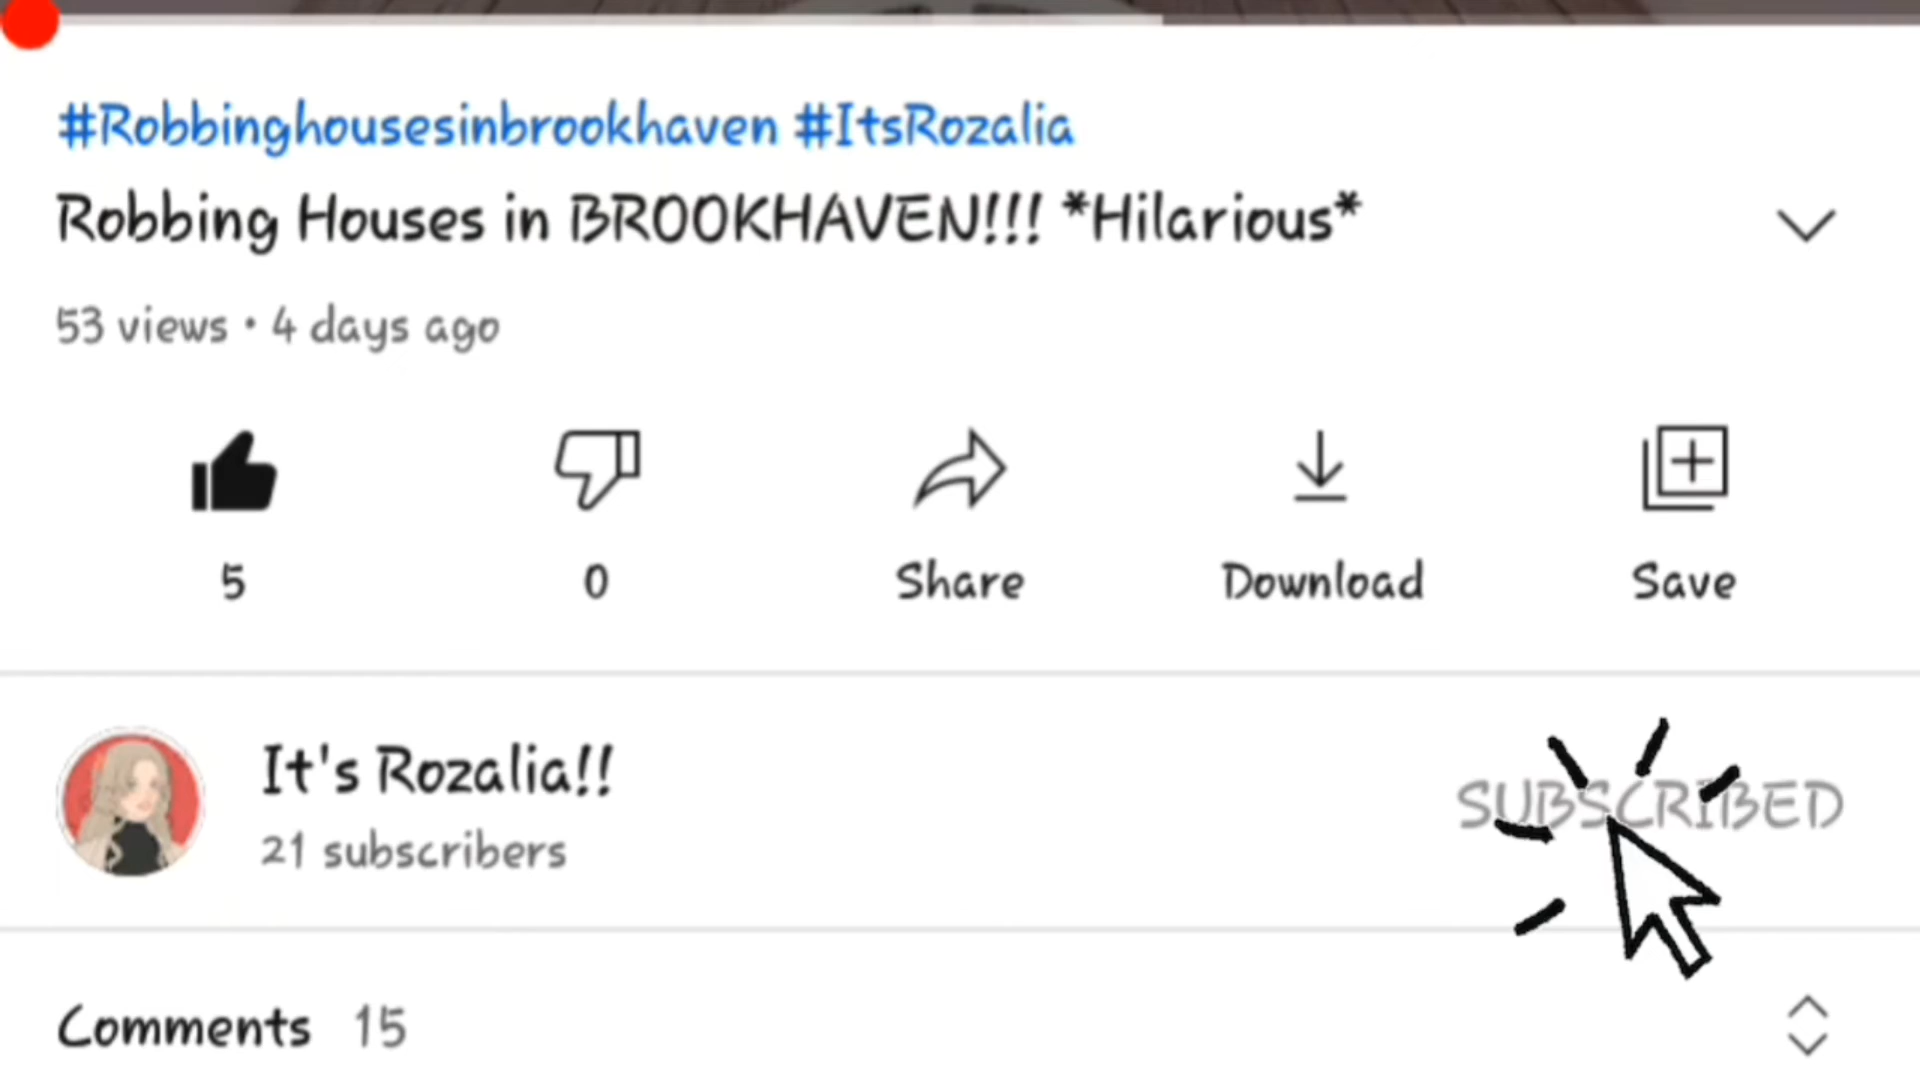 #Robbinghousesinbrookhaven #ItsRozalia
Robbing Houses in BROOKHAVEN!!! *Hilarious*
53 views • 4 days ago
5
0
Share
Download
Save
It's Rozalia!!
21 subscribers
SUBSCRIBED
Comments 15